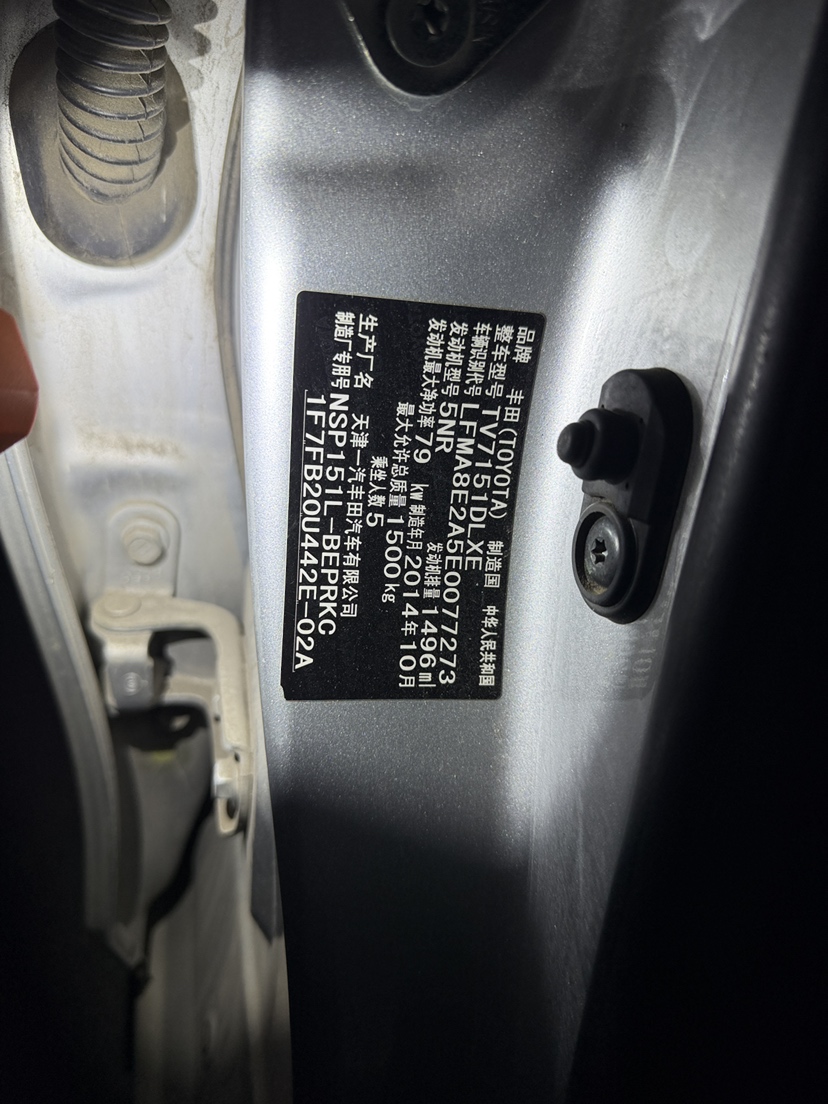 品牌 丰田(TOYOTA) 制造国 中华人民共和国
整车型号 TV7151DLXE
车辆识别代号 LFMA8E2A5E0077273
发动机型号 5NR 发动机排量 1496ml
发动机最大净功率 79 kw 制造年月 2014年10月
最大允许总质量 1500kg
乘坐人数 5
生产厂名 天津一汽丰田汽车有限公司
制造厂专用号 NSP151L-BEPRKC
1F7FB20U442E-02A